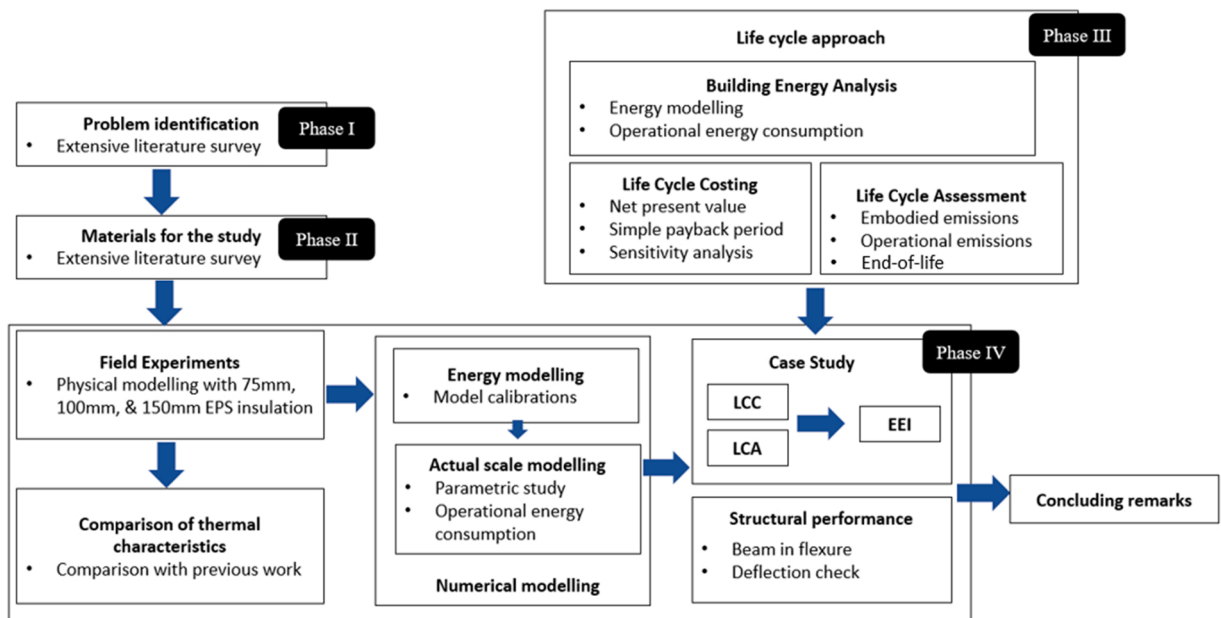 Problem identification
• Extensive literature survey
Phase I
Materials for the study
• Extensive literature survey
Phase II
Life cycle approach
Phase III
Building Energy Analysis
• Energy modelling
• Operational energy consumption
Life Cycle Costing
• Net present value
• Simple payback period
• Sensitivity analysis
Life Cycle Assessment
• Embodied emissions
• Operational emissions
• End-of-life
Phase IV
Field Experiments
• Physical modelling with 75mm,
100mm, & 150mm EPS insulation
Comparison of thermal
characteristics
• Comparison with previous work
Energy modelling
• Model calibrations
Actual scale modelling
• Parametric study
• Operational energy
consumption
Numerical modelling
Case Study
LCC
LCA
EEI
Structural performance
• Beam in flexure
• Deflection check
Concluding remarks